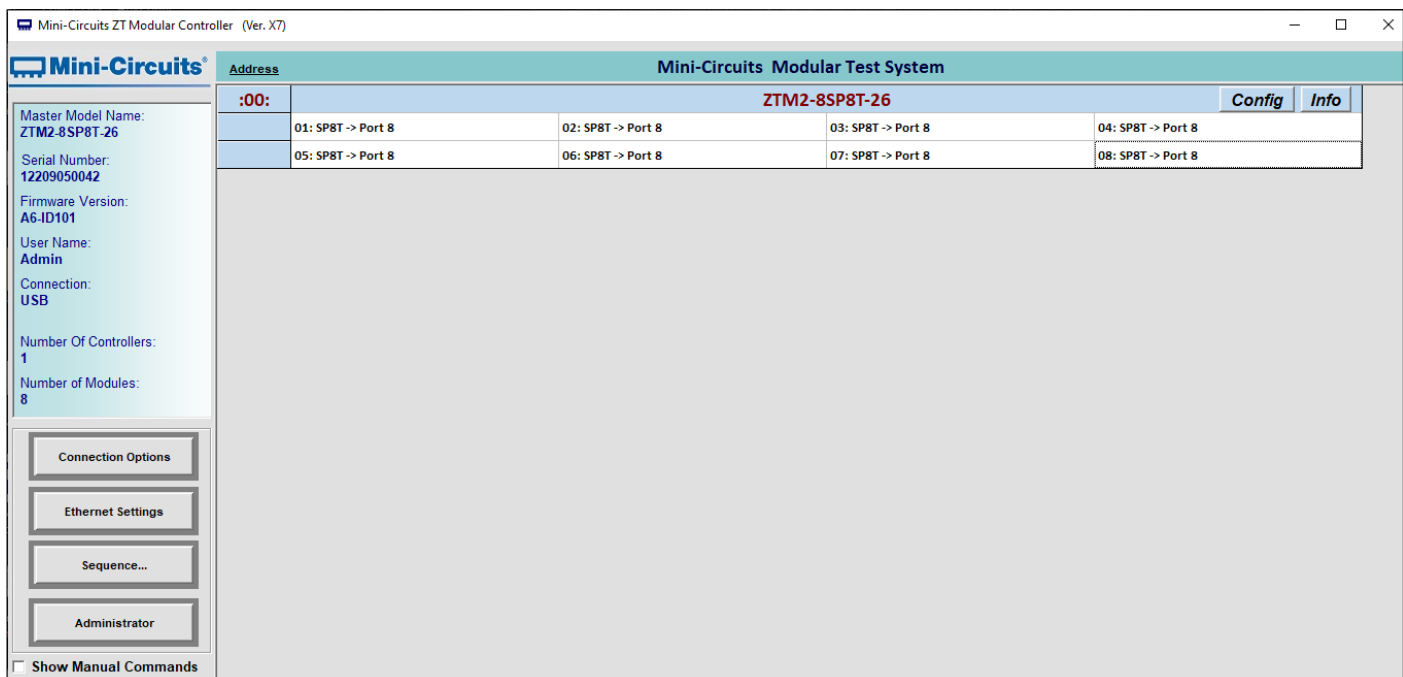 Mini-Circuits ZT Modular Controller (Ver. X7)
Mini-Circuits®
Address
Mini-Circuits Modular Test System
:00:
ZTM2-8SP8T-26
Config
Info
01: SP8T -> Port 8
02: SP8T -> Port 8
03: SP8T -> Port 8
04: SP8T -> Port 8
05: SP8T -> Port 8
06: SP8T -> Port 8
07: SP8T -> Port 8
08: SP8T -> Port 8
Master Model Name:
ZTM2-8SP8T-26
Serial Number:
12209050042
Firmware Version:
A6-ID101
User Name:
Admin
Connection:
USB
Number Of Controllers:
1
Number of Modules:
8
Connection Options
Ethernet Settings
Sequence...
Administrator
Show Manual Commands